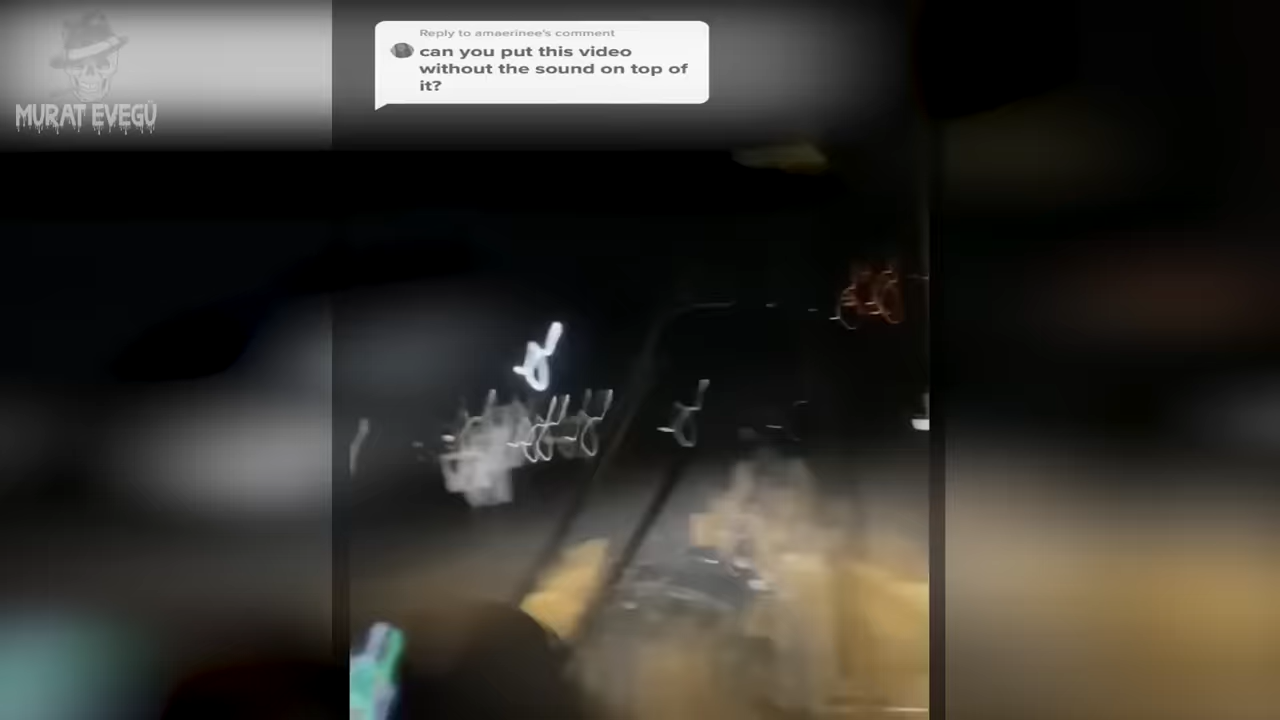 Reply to amaerinee's comment
can you put this video
without the sound on top of
it?
MURAT EVEGÜ